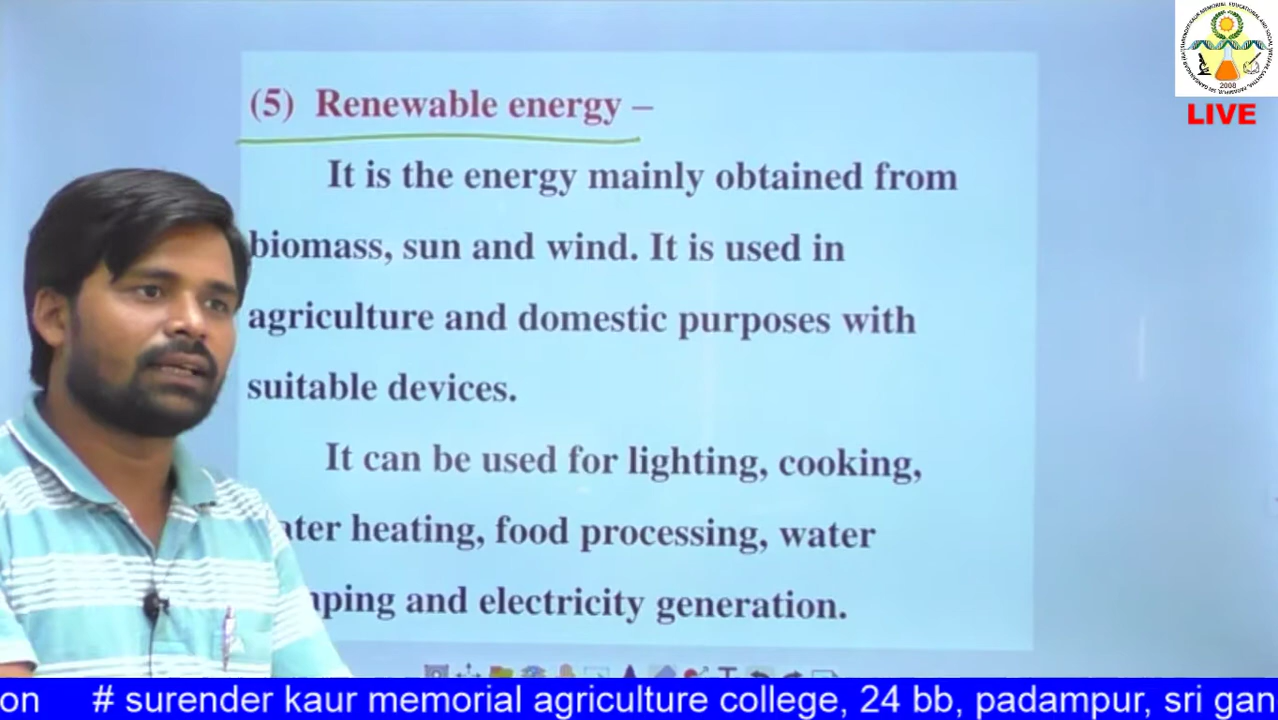 (5) Renewable energy –
It is the energy mainly obtained from
biomass, sun and wind. It is used in
agriculture and domestic purposes with
suitable devices.
It can be used for lighting, cooking,
heating, food processing, water
and electricity generation.
2008
LIVE
on # surender kaur memorial agriculture college, 24 bb, padampur, sri gan